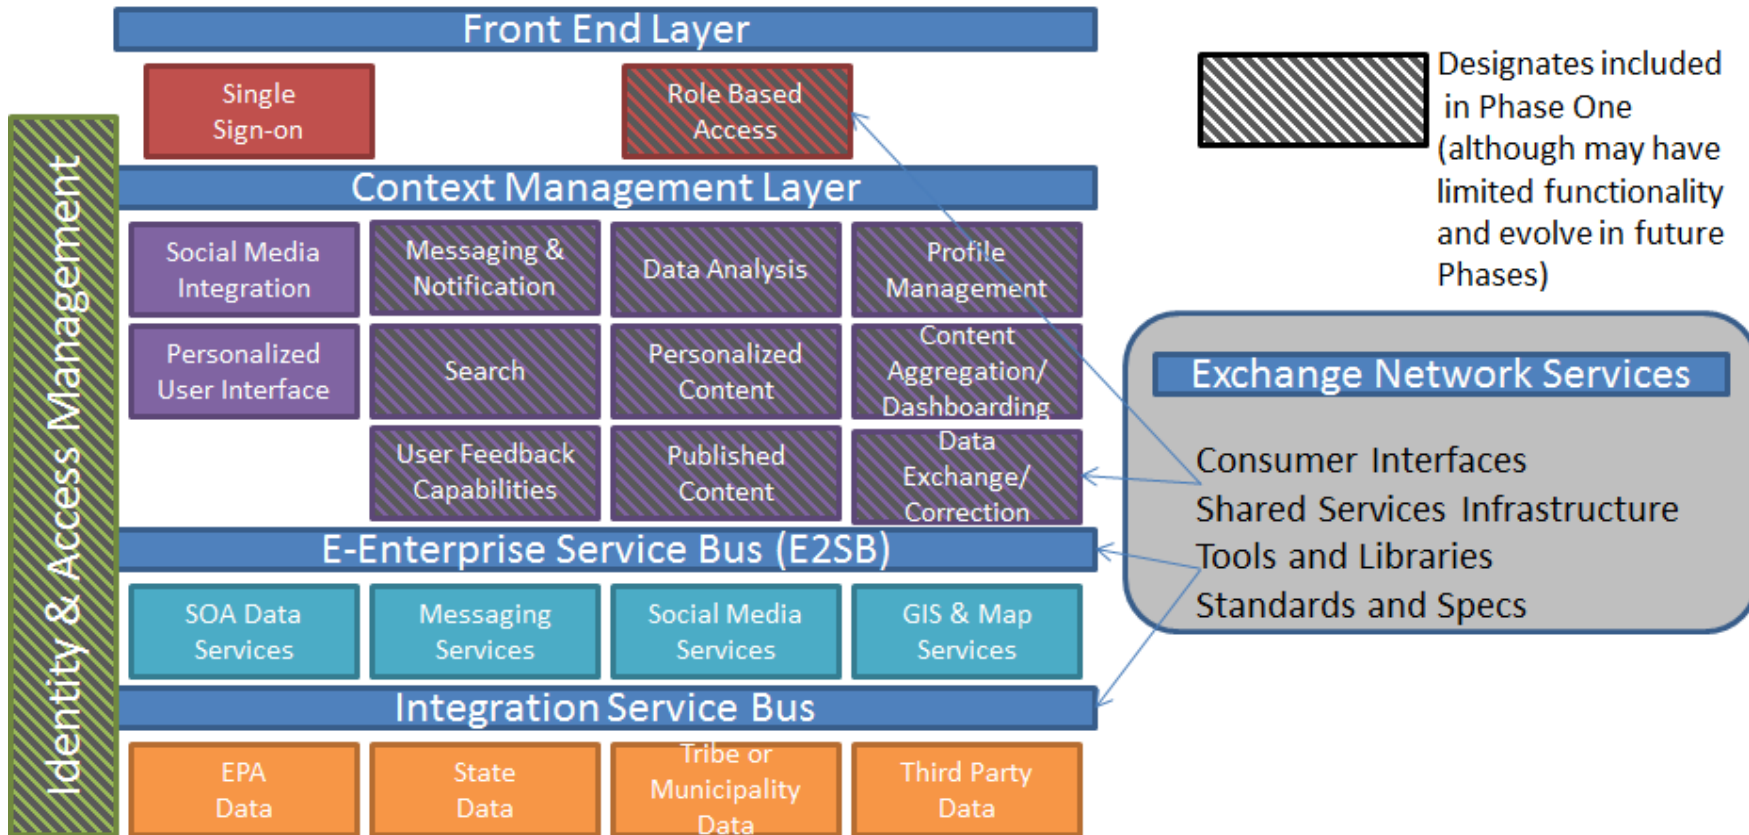 Front End Layer
Single
Sign-on
Role Based
Access
Designates included
in Phase One
(although may have
limited functionality
and evolve in future
Phases)
Identity & Access Management
Context Management Layer
Social Media
Integration
Messaging &
Notification
Data Analysis
Profile
Management
Personalized
User Interface
Search
Personalized
Content
Content
Aggregation/
Dashboarding
User Feedback
Capabilities
Published
Content
Data
Exchange/
Correction
Exchange Network Services
Consumer Interfaces
Shared Services Infrastructure
Tools and Libraries
Standards and Specs
E-Enterprise Service Bus (E2SB)
SOA Data
Services
Messaging
Services
Social Media
Services
GIS & Map
Services
Integration Service Bus
EPA
Data
State
Data
Tribe or
Municipality
Data
Third Party
Data